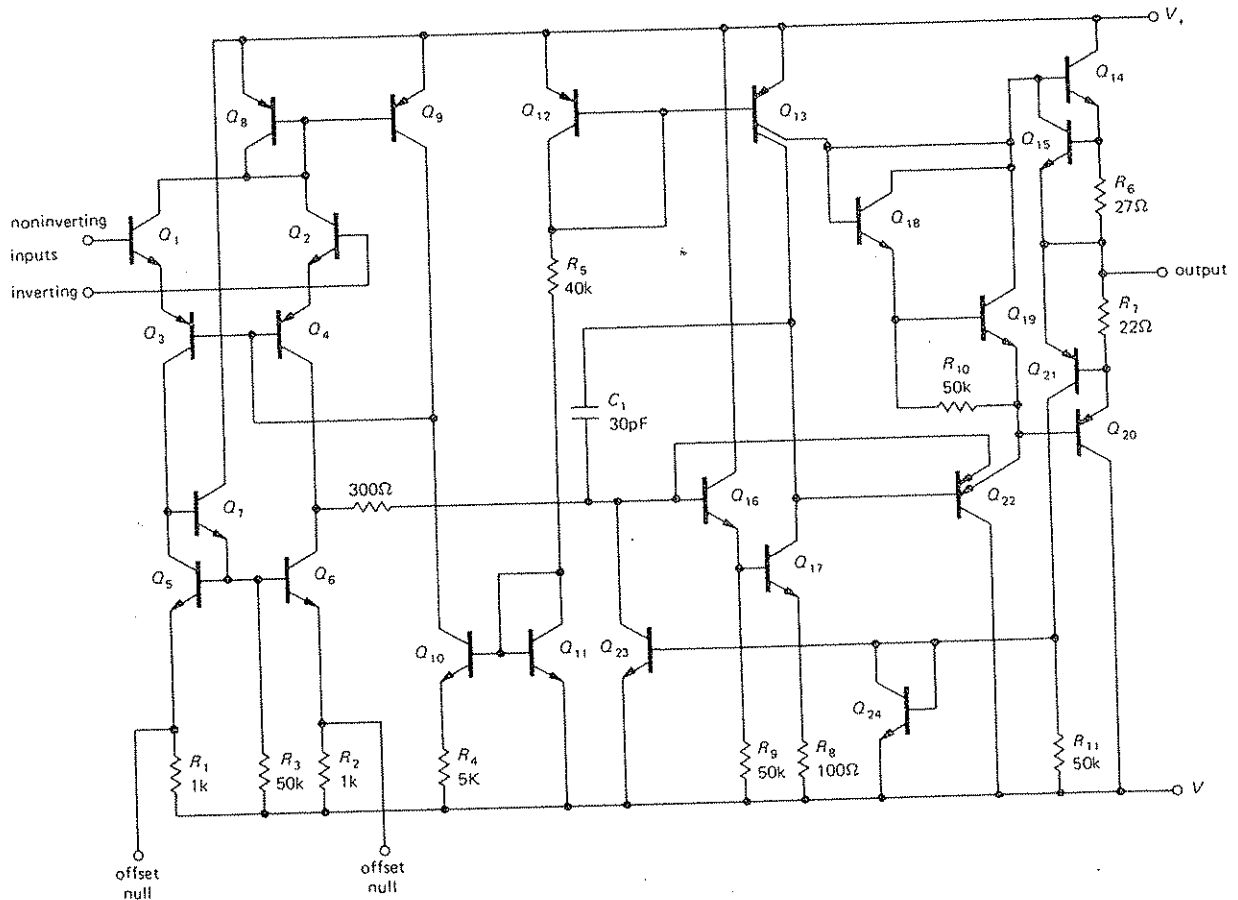 V+
Q14
Q8
Q9
Q12
Q13
Q15
R6
27Ω
noninverting
inputs
inverting
Q1
Q2
Q18
output
R5
40k
Q3
Q4
Q19
R7
22Ω
C1
30pF
R10
50k
Q21
Q20
300Ω
Q7
Q16
Q22
Q5
Q6
Q17
Q10
Q11
Q23
Q24
R1
1k
R3
50k
R2
1k
R4
5K
R9
50k
R8
100Ω
R11
50k
V
offset
null
offset
null